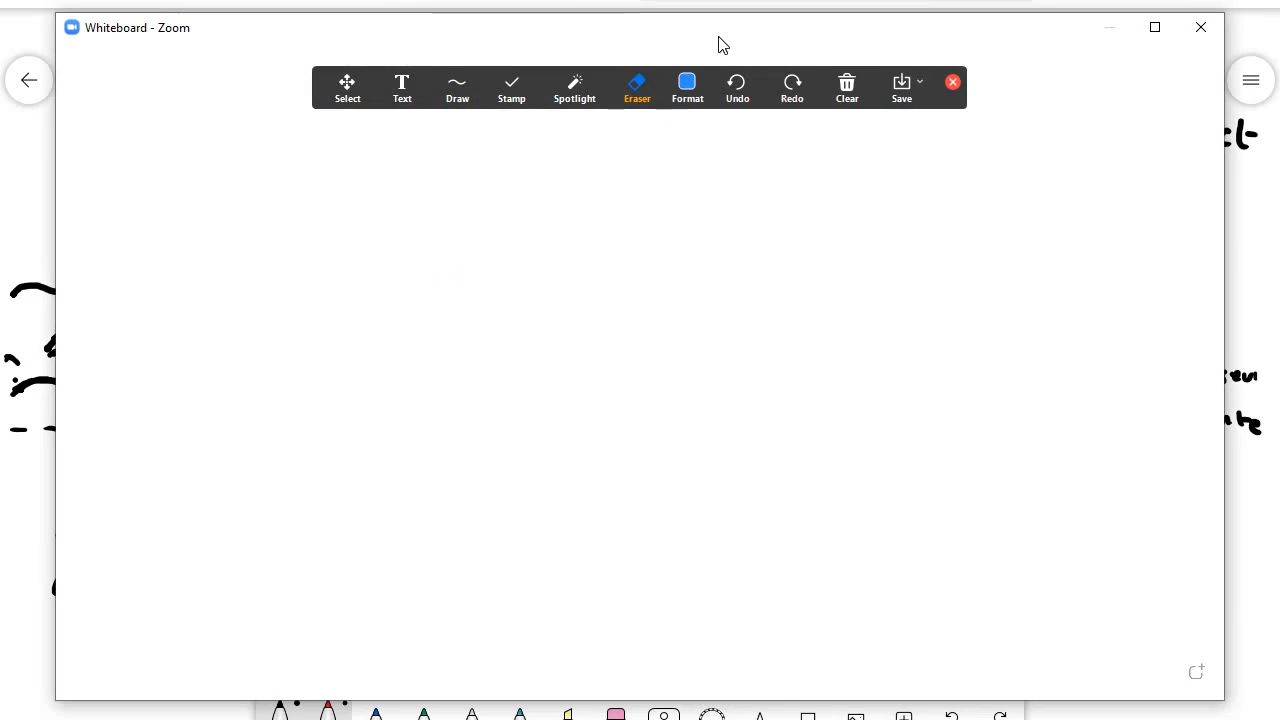 Whiteboard - Zoom
Select Text Draw Stamp Spotlight Eraser Format Undo Redo Clear Save